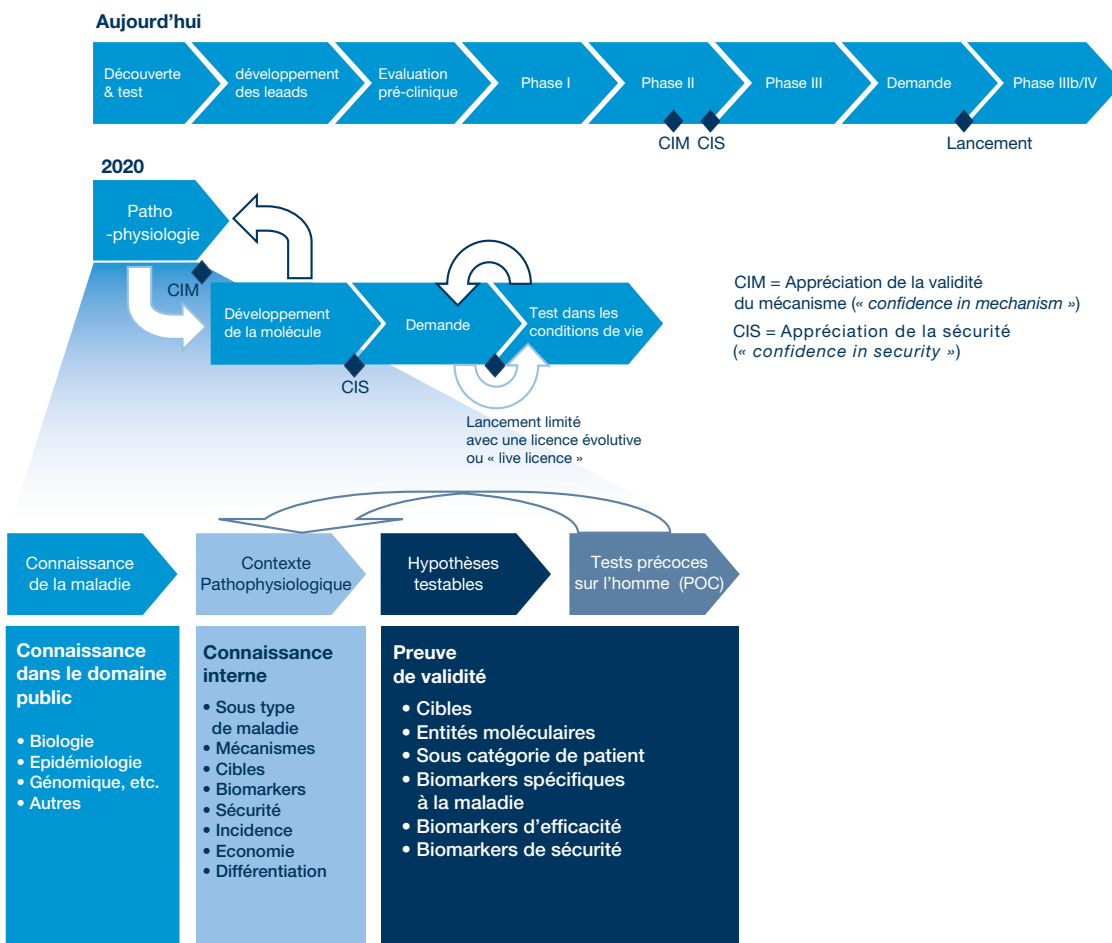 Aujourd'hui
Découverte
& test
développement
des leaads
Evaluation
pré-clinique
Phase I
Phase II
Phase III
Demande
Phase IIIb/IV
CIM
CIS
Lancement
2020
Patho
-physiologie
CIM
Développement
de la molécule
Demande
Test dans les
conditions de vie
CIS
Lancement limité
avec une licence évolutive
ou « live licence »
CIM = Appréciation de la validité
du mécanisme (« confidence in mechanism »)
CIS = Appréciation de la sécurité
(« confidence in security »)
Connaissance
de la maladie
Contexte
Pathophysiologique
Hypothèses
testables
Tests précoces
sur l'homme (POC)
Connaissance
dans le domaine
public
• Biologie
• Epidémiologie
• Génomique, etc.
• Autres
Connaissance
interne
• Sous type
de maladie
• Mécanismes
• Cibles
• Biomarkers
• Sécurité
• Incidence
• Economie
• Différentiation
Preuve
de validité
• Cibles
• Entités moléculaires
• Sous catégorie de patient
• Biomarkers spécifiques
à la maladie
• Biomarkers d'efficacité
• Biomarkers de sécurité